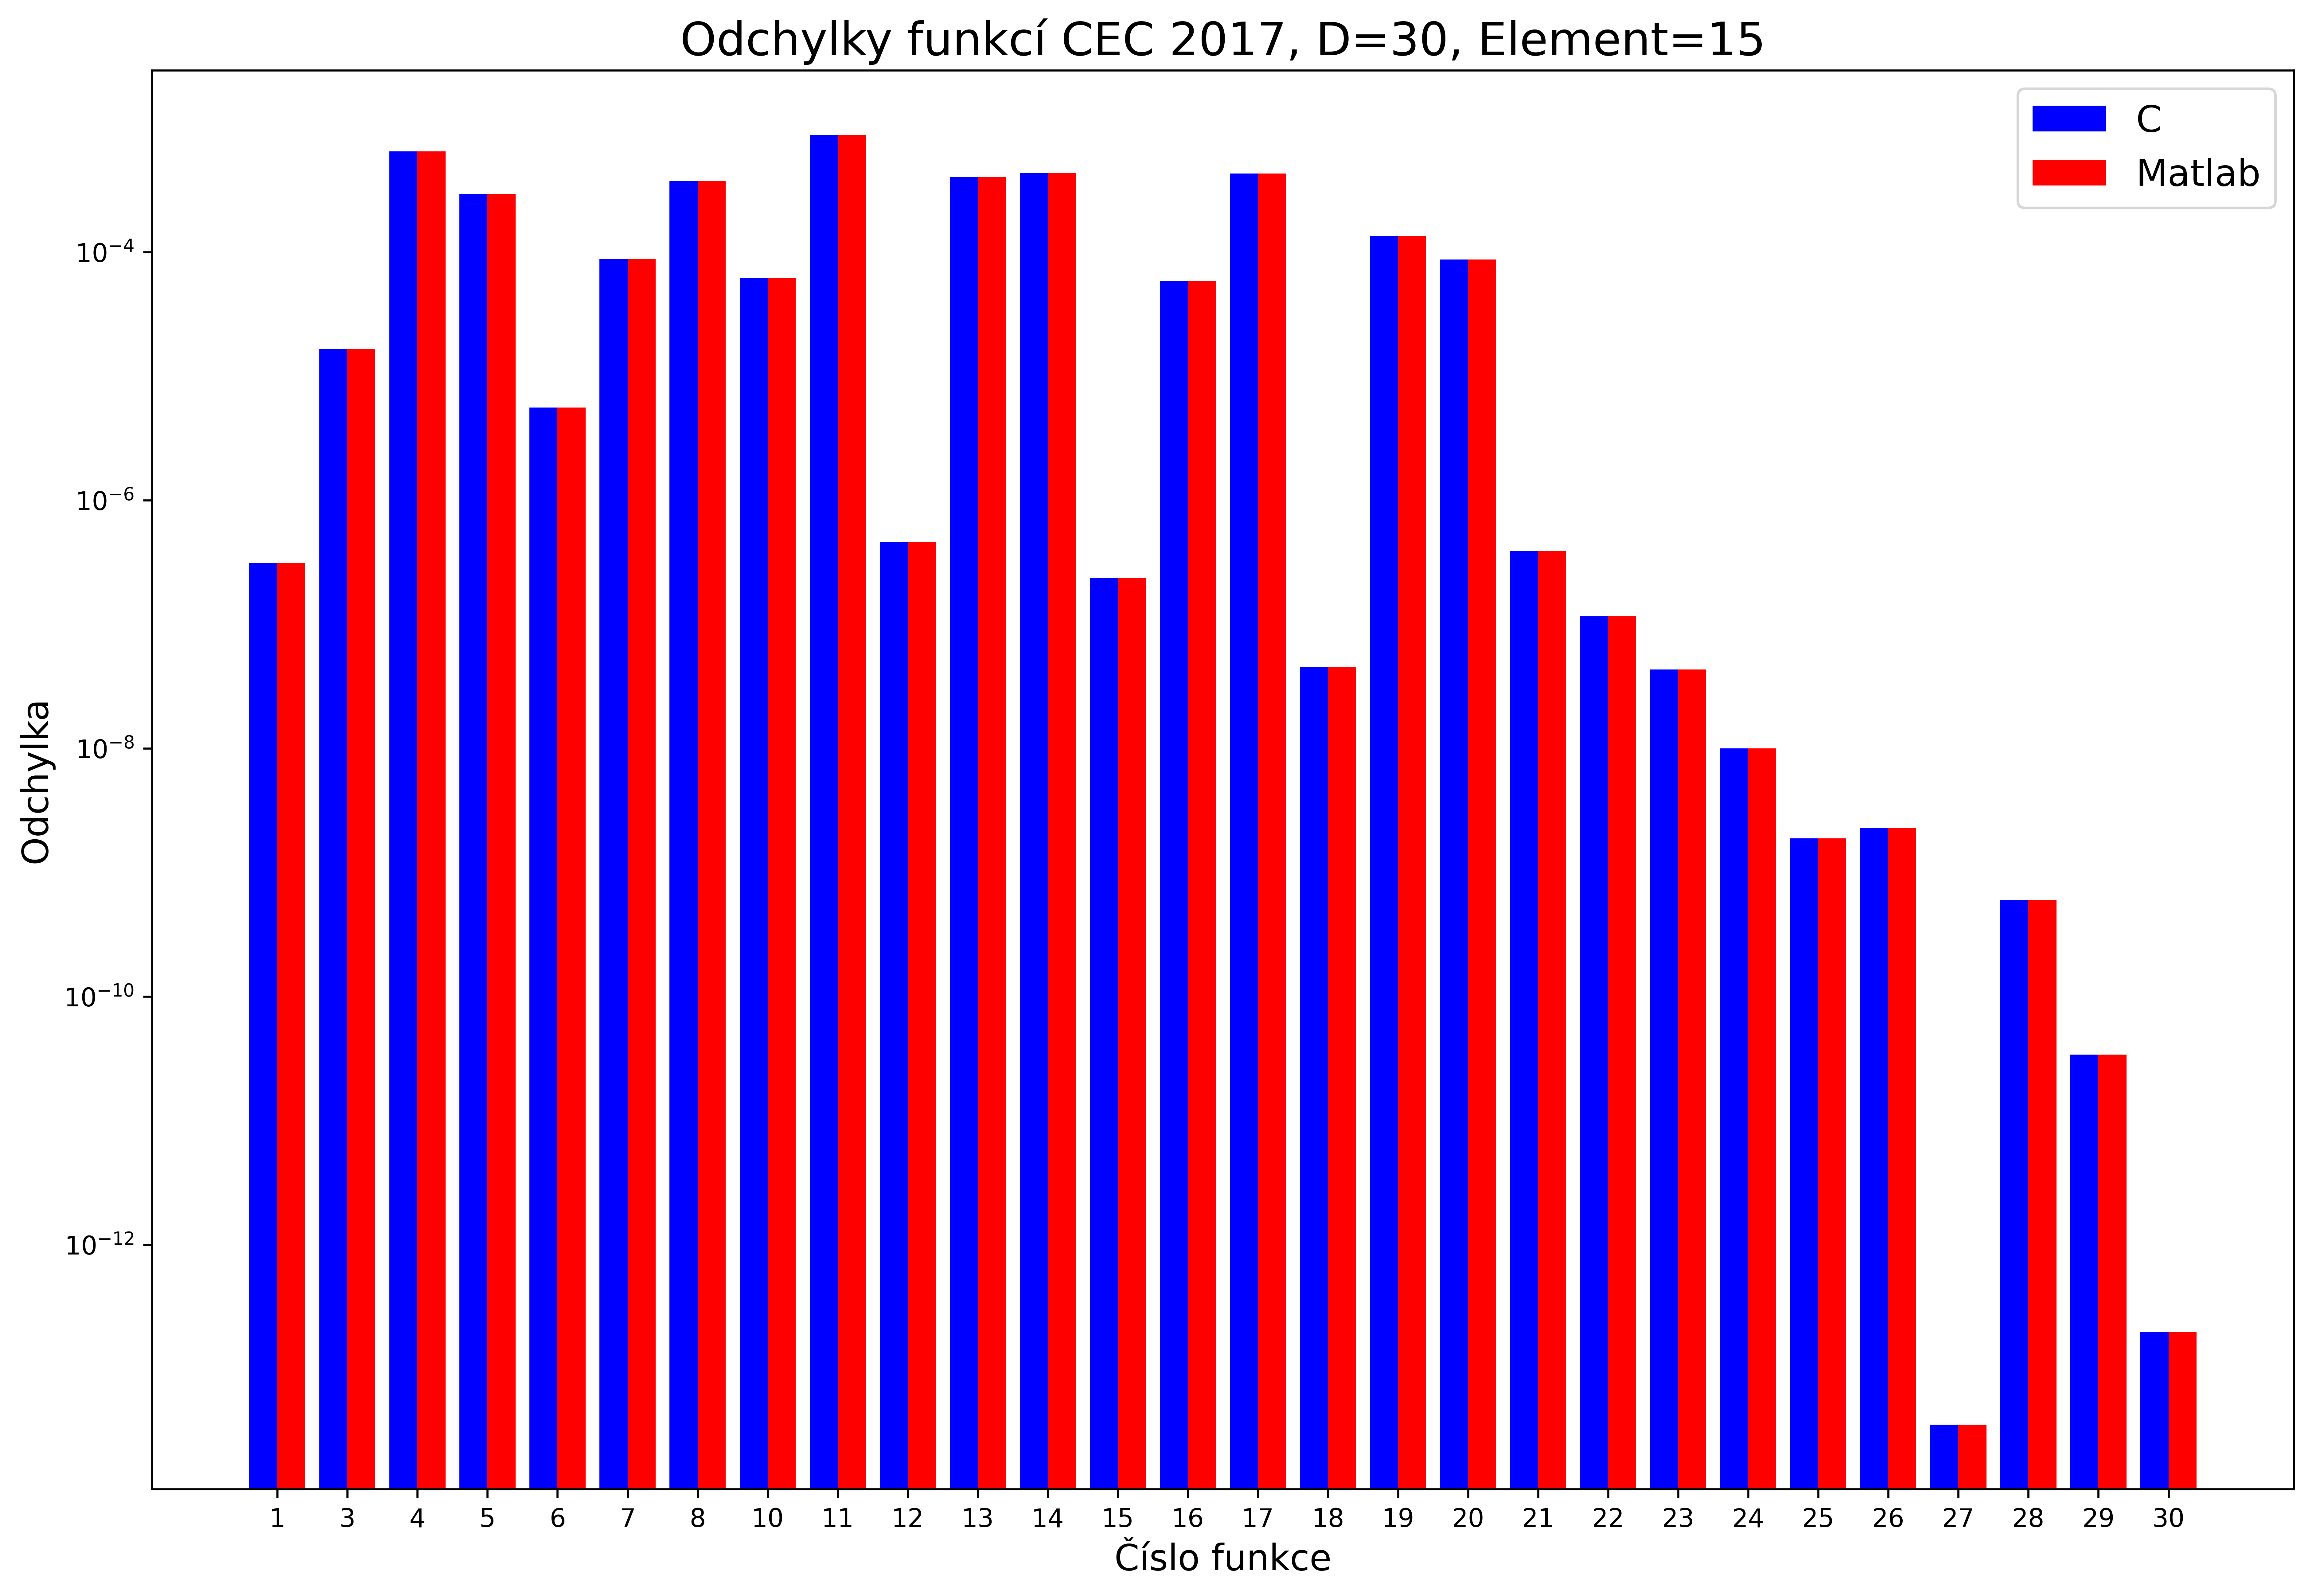 Odchylky funkcí CEC 2017, D=30, Element=15
C
Matlab
Odchylka
10⁻⁴
10⁻⁶
10⁻⁸
10⁻¹⁰
10⁻¹²
1 3 4 5 6 7 8 10 11 12 13 14 15 16 17 18 19 20 21 22 23 24 25 26 27 28 29 30
Číslo funkce